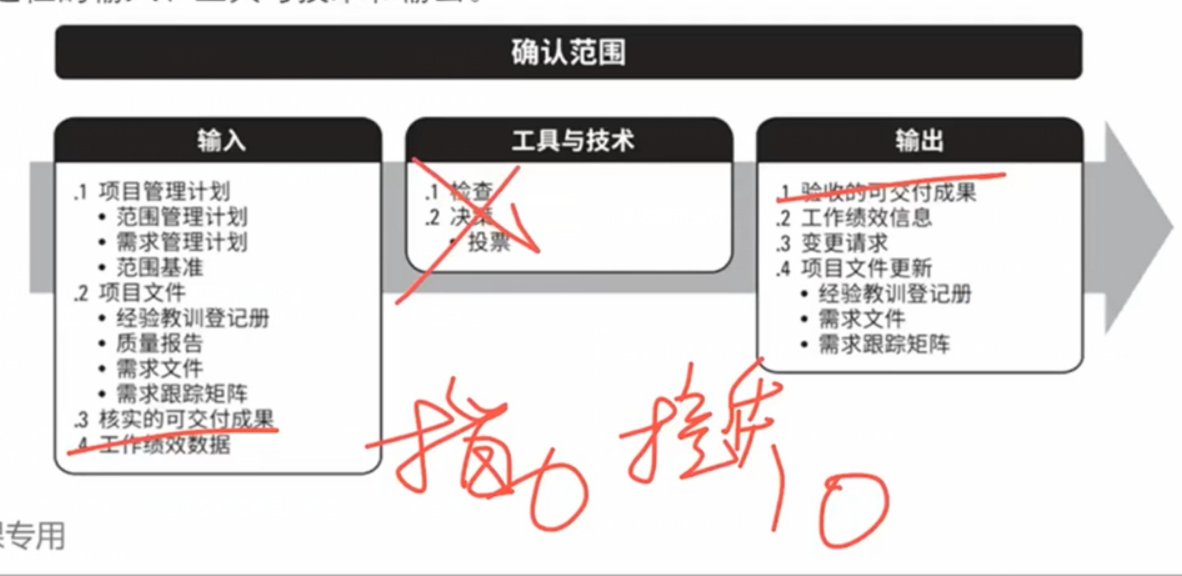 确认范围
输入
.1 项目管理计划
• 范围管理计划
• 需求管理计划
• 范围基准
.2 项目文件
• 经验教训登记册
• 质量报告
• 需求文件
• 需求跟踪矩阵
.3 核实的可交付成果
.4 工作绩效数据
工具与技术
.1 检查
.2 决策
• 投票
输出
.1 验收的可交付成果
.2 工作绩效信息
.3 变更请求
.4 项目文件更新
• 经验教训登记册
• 需求文件
• 需求跟踪矩阵
专用